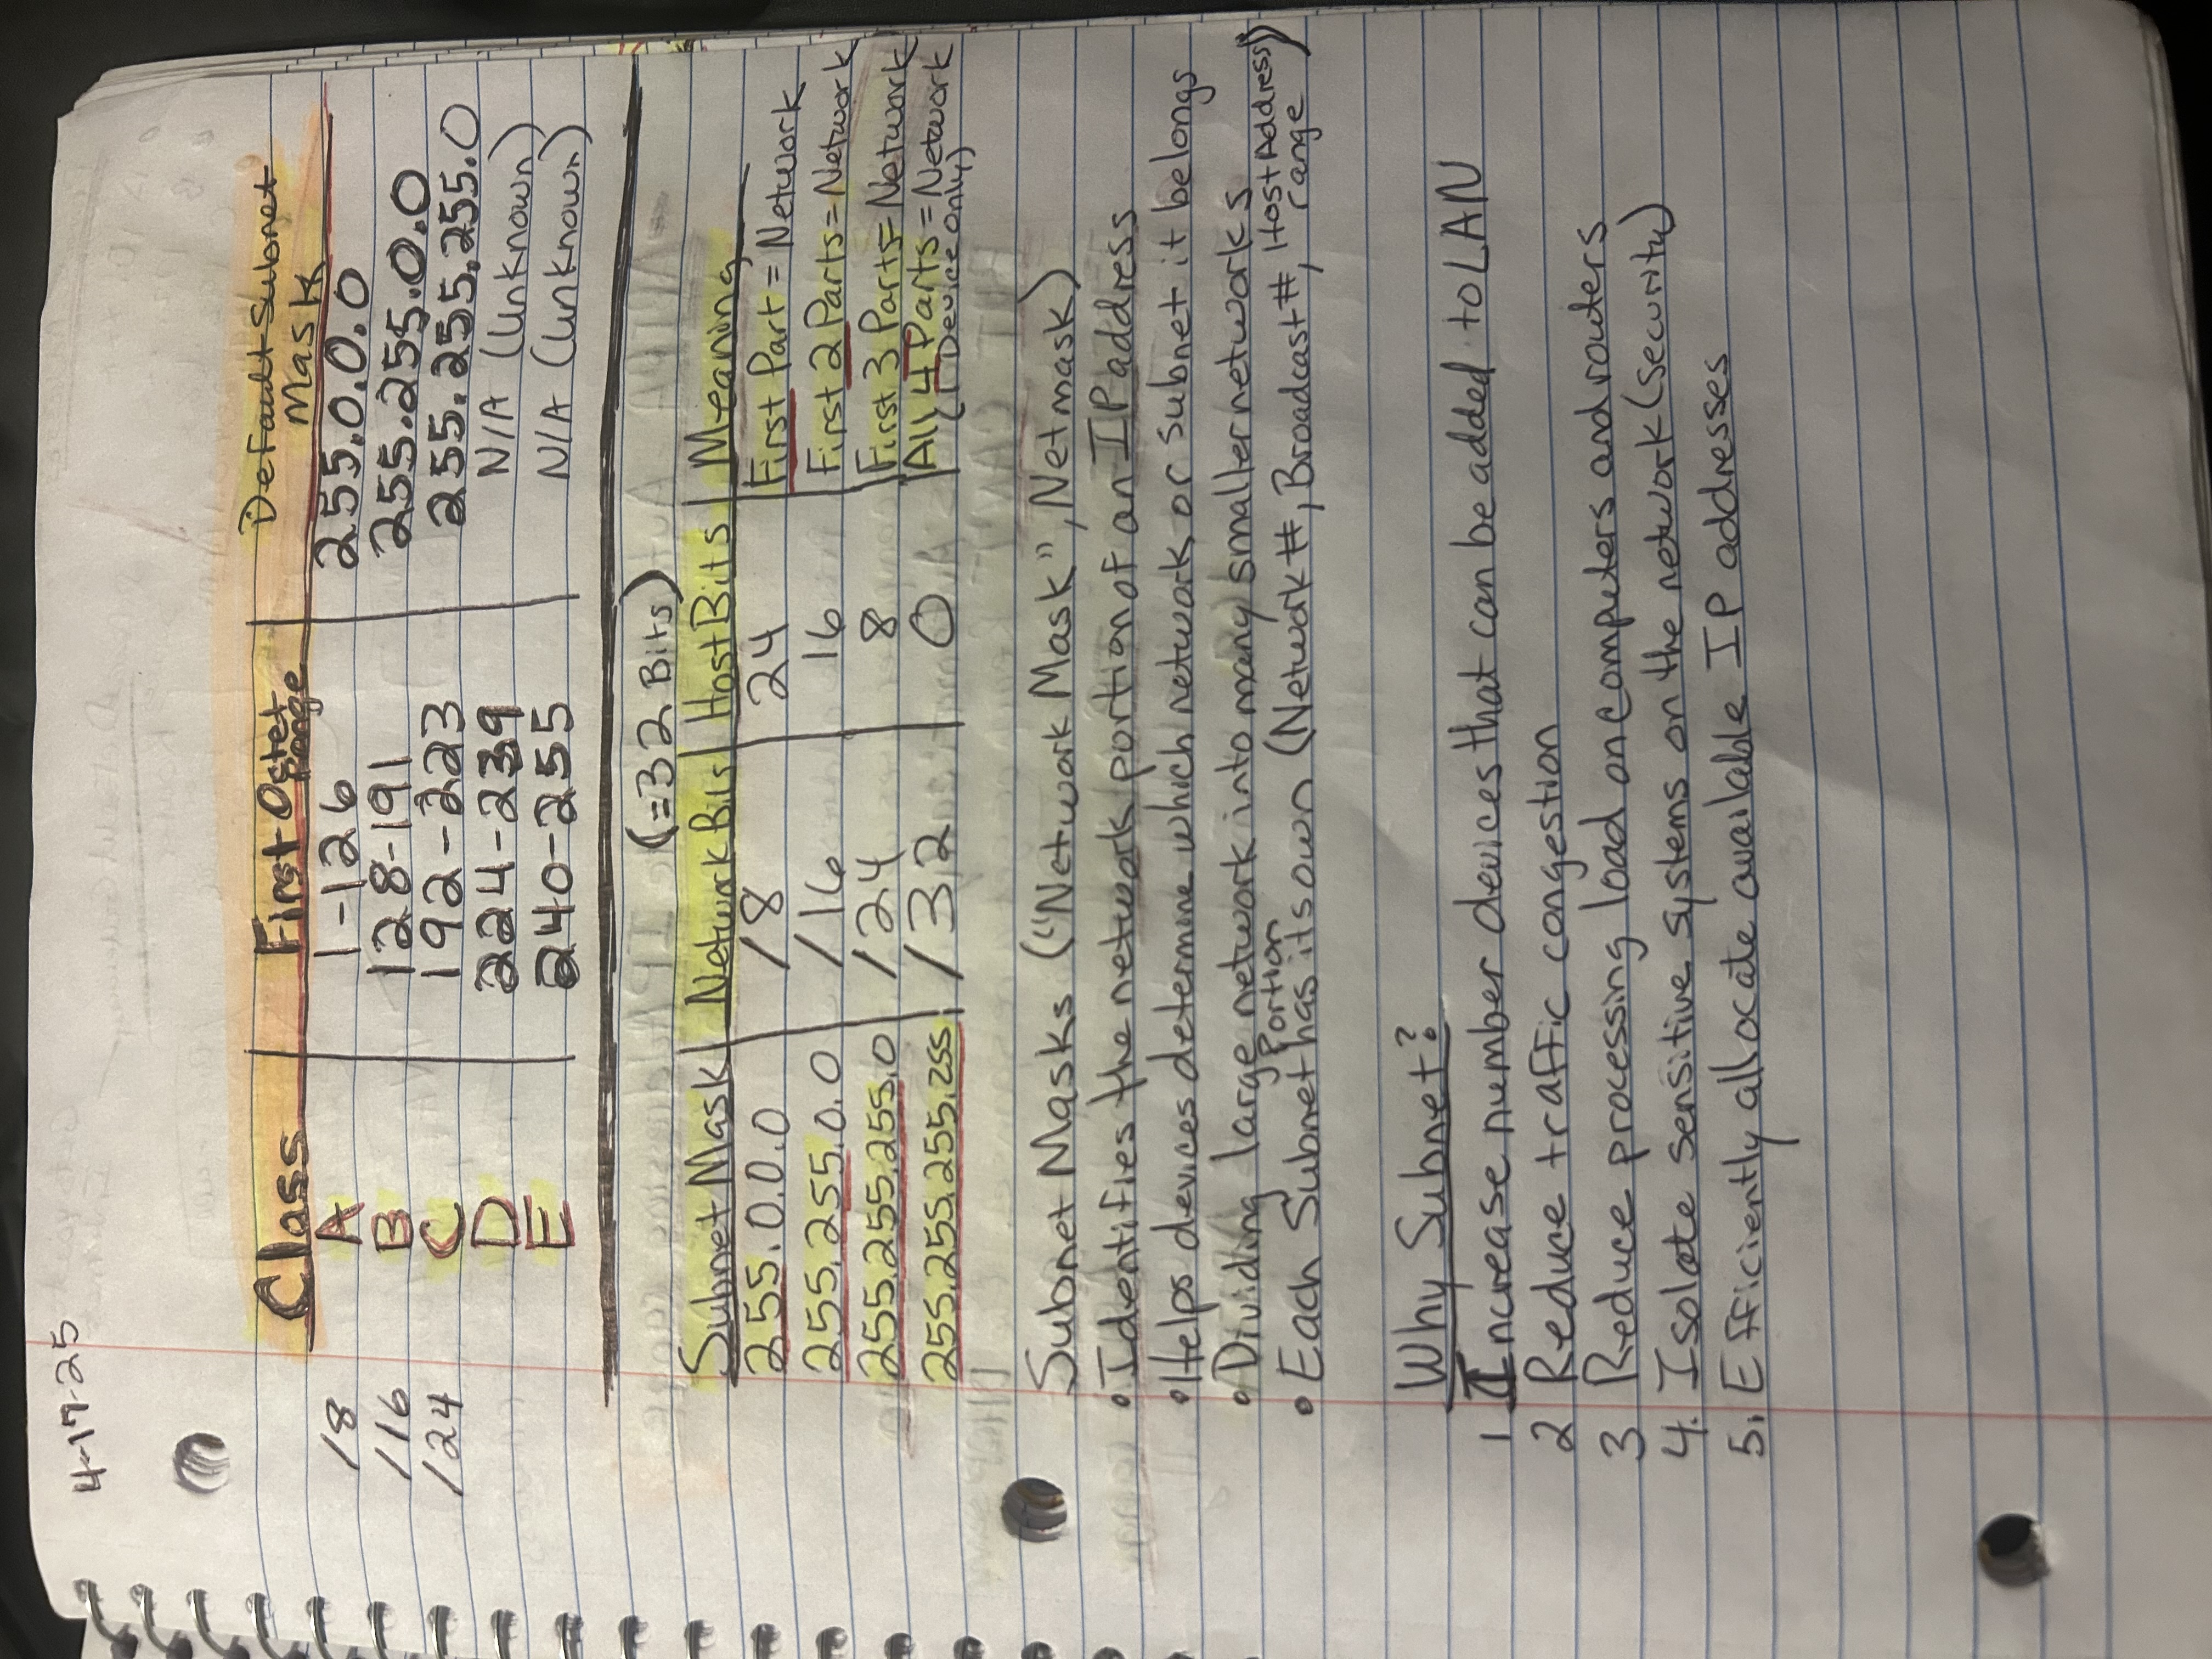 4-17-25
Class | First Octet Range | Default Subnet Mask
/8 A | 1-126 | 255.0.0.0
/16 B | 128-191 | 255.255.0.0
/24 C | 192-223 | 255.255.255.0
D | 224-239 | N/A (Unknown)
E | 240-255 | N/A (Unknown)
(=32 Bits)
Subnet Mask | Network Bits | Host Bits | Meaning
255.0.0.0 | /8 | 24 | First Part = Network
255.255.0.0 | /16 | 16 | First 2 Parts = Network
255.255.255.0 | /24 | 8 | First 3 Parts = Network
255.255.255.255 | /32 | 0 | All 4 Parts = Network
(1 Device only)
Subnet Masks ("Network Mask", Netmask)
• Identifies the network portion of an IP address
• Helps devices determine which network or subnet it belongs
• Dividing large network into many smaller networks
• Each Subnet Portion has its own (Network #, Broadcast #, Host Address range)
Why Subnet?
1 Increase number devices that can be added to LAN
2 Reduce traffic congestion
3 Reduce processing load on computers and routers
4. Isolate sensitive systems on the network (security)
5. Efficiently allocate available IP addresses